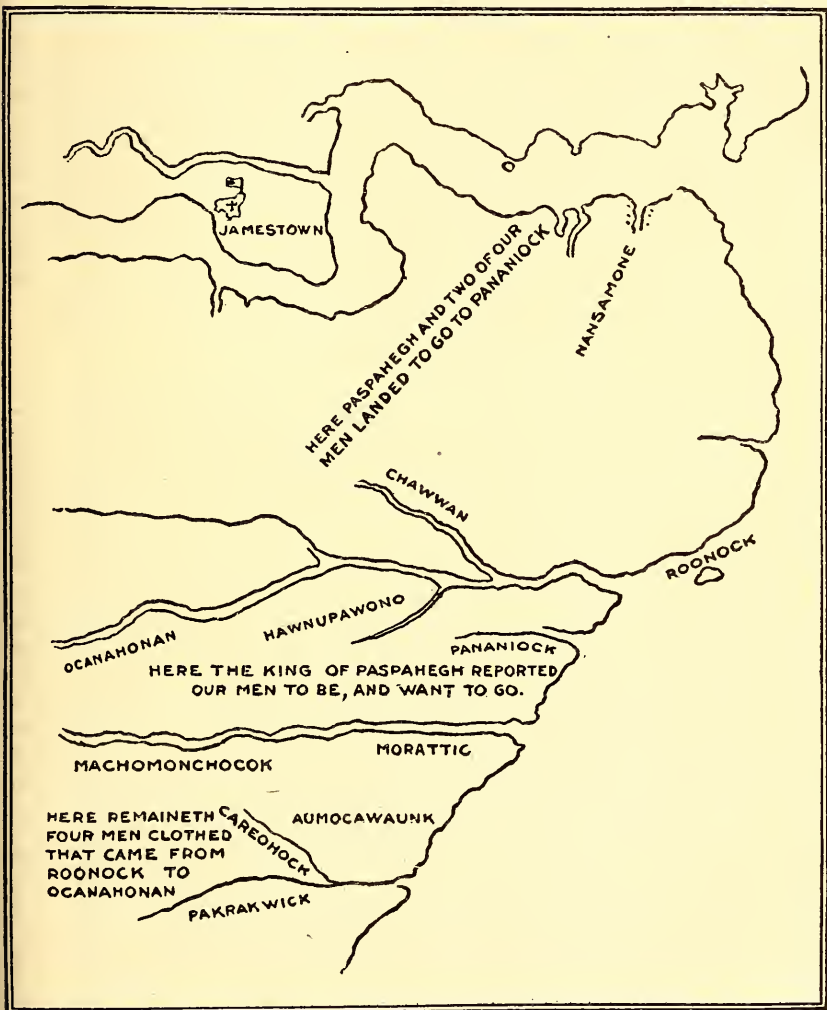 JAMESTOWN
HERE PASPAHEGH AND TWO OF OUR
MEN LANDED TO GO TO PANANIOCK
NANSAMONE
CHAWWAN
ROONOCK
OCANAHONAN
HAWNUPAWONO
PANANIOCK
HERE THE KING OF PASPAHEGH REPORTED
OUR MEN TO BE, AND WANT TO GO.
MORATTIC
MACHOMONCHOCOK
HERE REMAINETH
FOUR MEN CLOTHED
THAT CAME FROM
ROONOCK TO
OCANAHONAN
CAREOHOCK
AUMOCAWAUNK
PAKRAKWICK